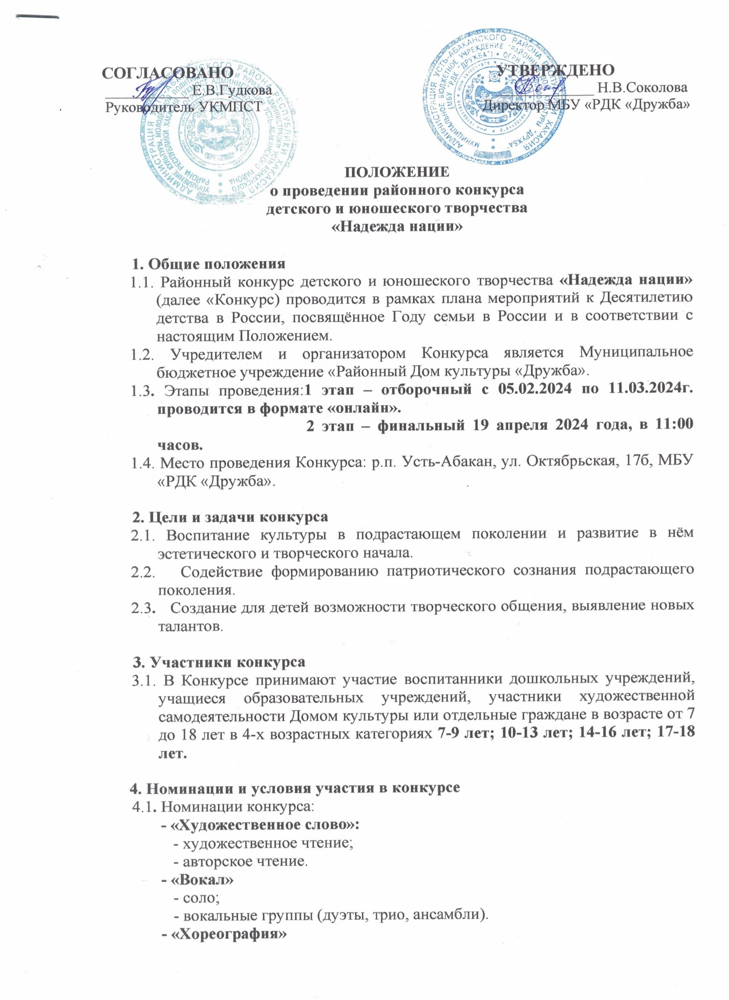 СОГЛАСОВАНО
Е.В.Гудкова
Руководитель УКМПСТ
УТВЕРЖДЕНО
Н.В.Соколова
Директор МБУ «РДК «Дружба»
ПОЛОЖЕНИЕ
о проведении районного конкурса
детского и юношеского творчества
«Надежда нации»
1. Общие положения
1.1. Районный конкурс детского и юношеского творчества «Надежда нации»
(далее «Конкурс) проводится в рамках плана мероприятий к Десятилетию
детства в России, посвящённое Году семьи в России и в соответствии с
настоящим Положением.
1.2. Учредителем и организатором Конкурса является Муниципальное
бюджетное учреждение «Районный Дом культуры «Дружба».
1.3. Этапы проведения:1 этап – отборочный с 05.02.2024 по 11.03.2024г.
проводится в формате «онлайн».
2 этап – финальный 19 апреля 2024 года, в 11:00
часов.
1.4. Место проведения Конкурса: р.п. Усть-Абакан, ул. Октябрьская, 17б, МБУ
«РДК «Дружба».
2. Цели и задачи конкурса
2.1. Воспитание культуры в подрастающем поколении и развитие в нём
эстетического и творческого начала.
2.2. Содействие формированию патриотического сознания подрастающего
поколения.
2.3. Создание для детей возможности творческого общения, выявление новых
талантов.
3. Участники конкурса
3.1. В Конкурсе принимают участие воспитанники дошкольных учреждений,
учащиеся образовательных учреждений, участники художественной
самодеятельности Домом культуры или отдельные граждане в возрасте от 7
до 18 лет в 4-х возрастных категориях 7-9 лет; 10-13 лет; 14-16 лет; 17-18
лет.
4. Номинации и условия участия в конкурсе
4.1. Номинации конкурса:
- «Художественное слово»:
- художественное чтение;
- авторское чтение.
- «Вокал»
- соло;
- вокальные группы (дуэты, трио, ансамбли).
- «Хореография»